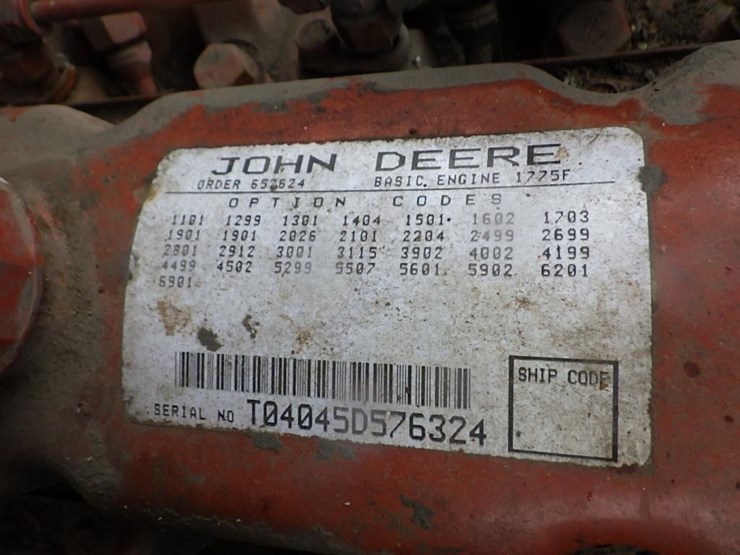 JOHN DEERE
ORDER 652624 BASIC ENGINE 1775F
OPTION CODES
1101 1299 1301 1404 1501 1602 1703
1901 1901 2026 2101 2204 2499 2699
2801 2912 3001 3115 3902 4002 4199
4499 4502 5299 5507 5601 5902 6201
6901
SHIP CODE
SERIAL NO T04045D576324